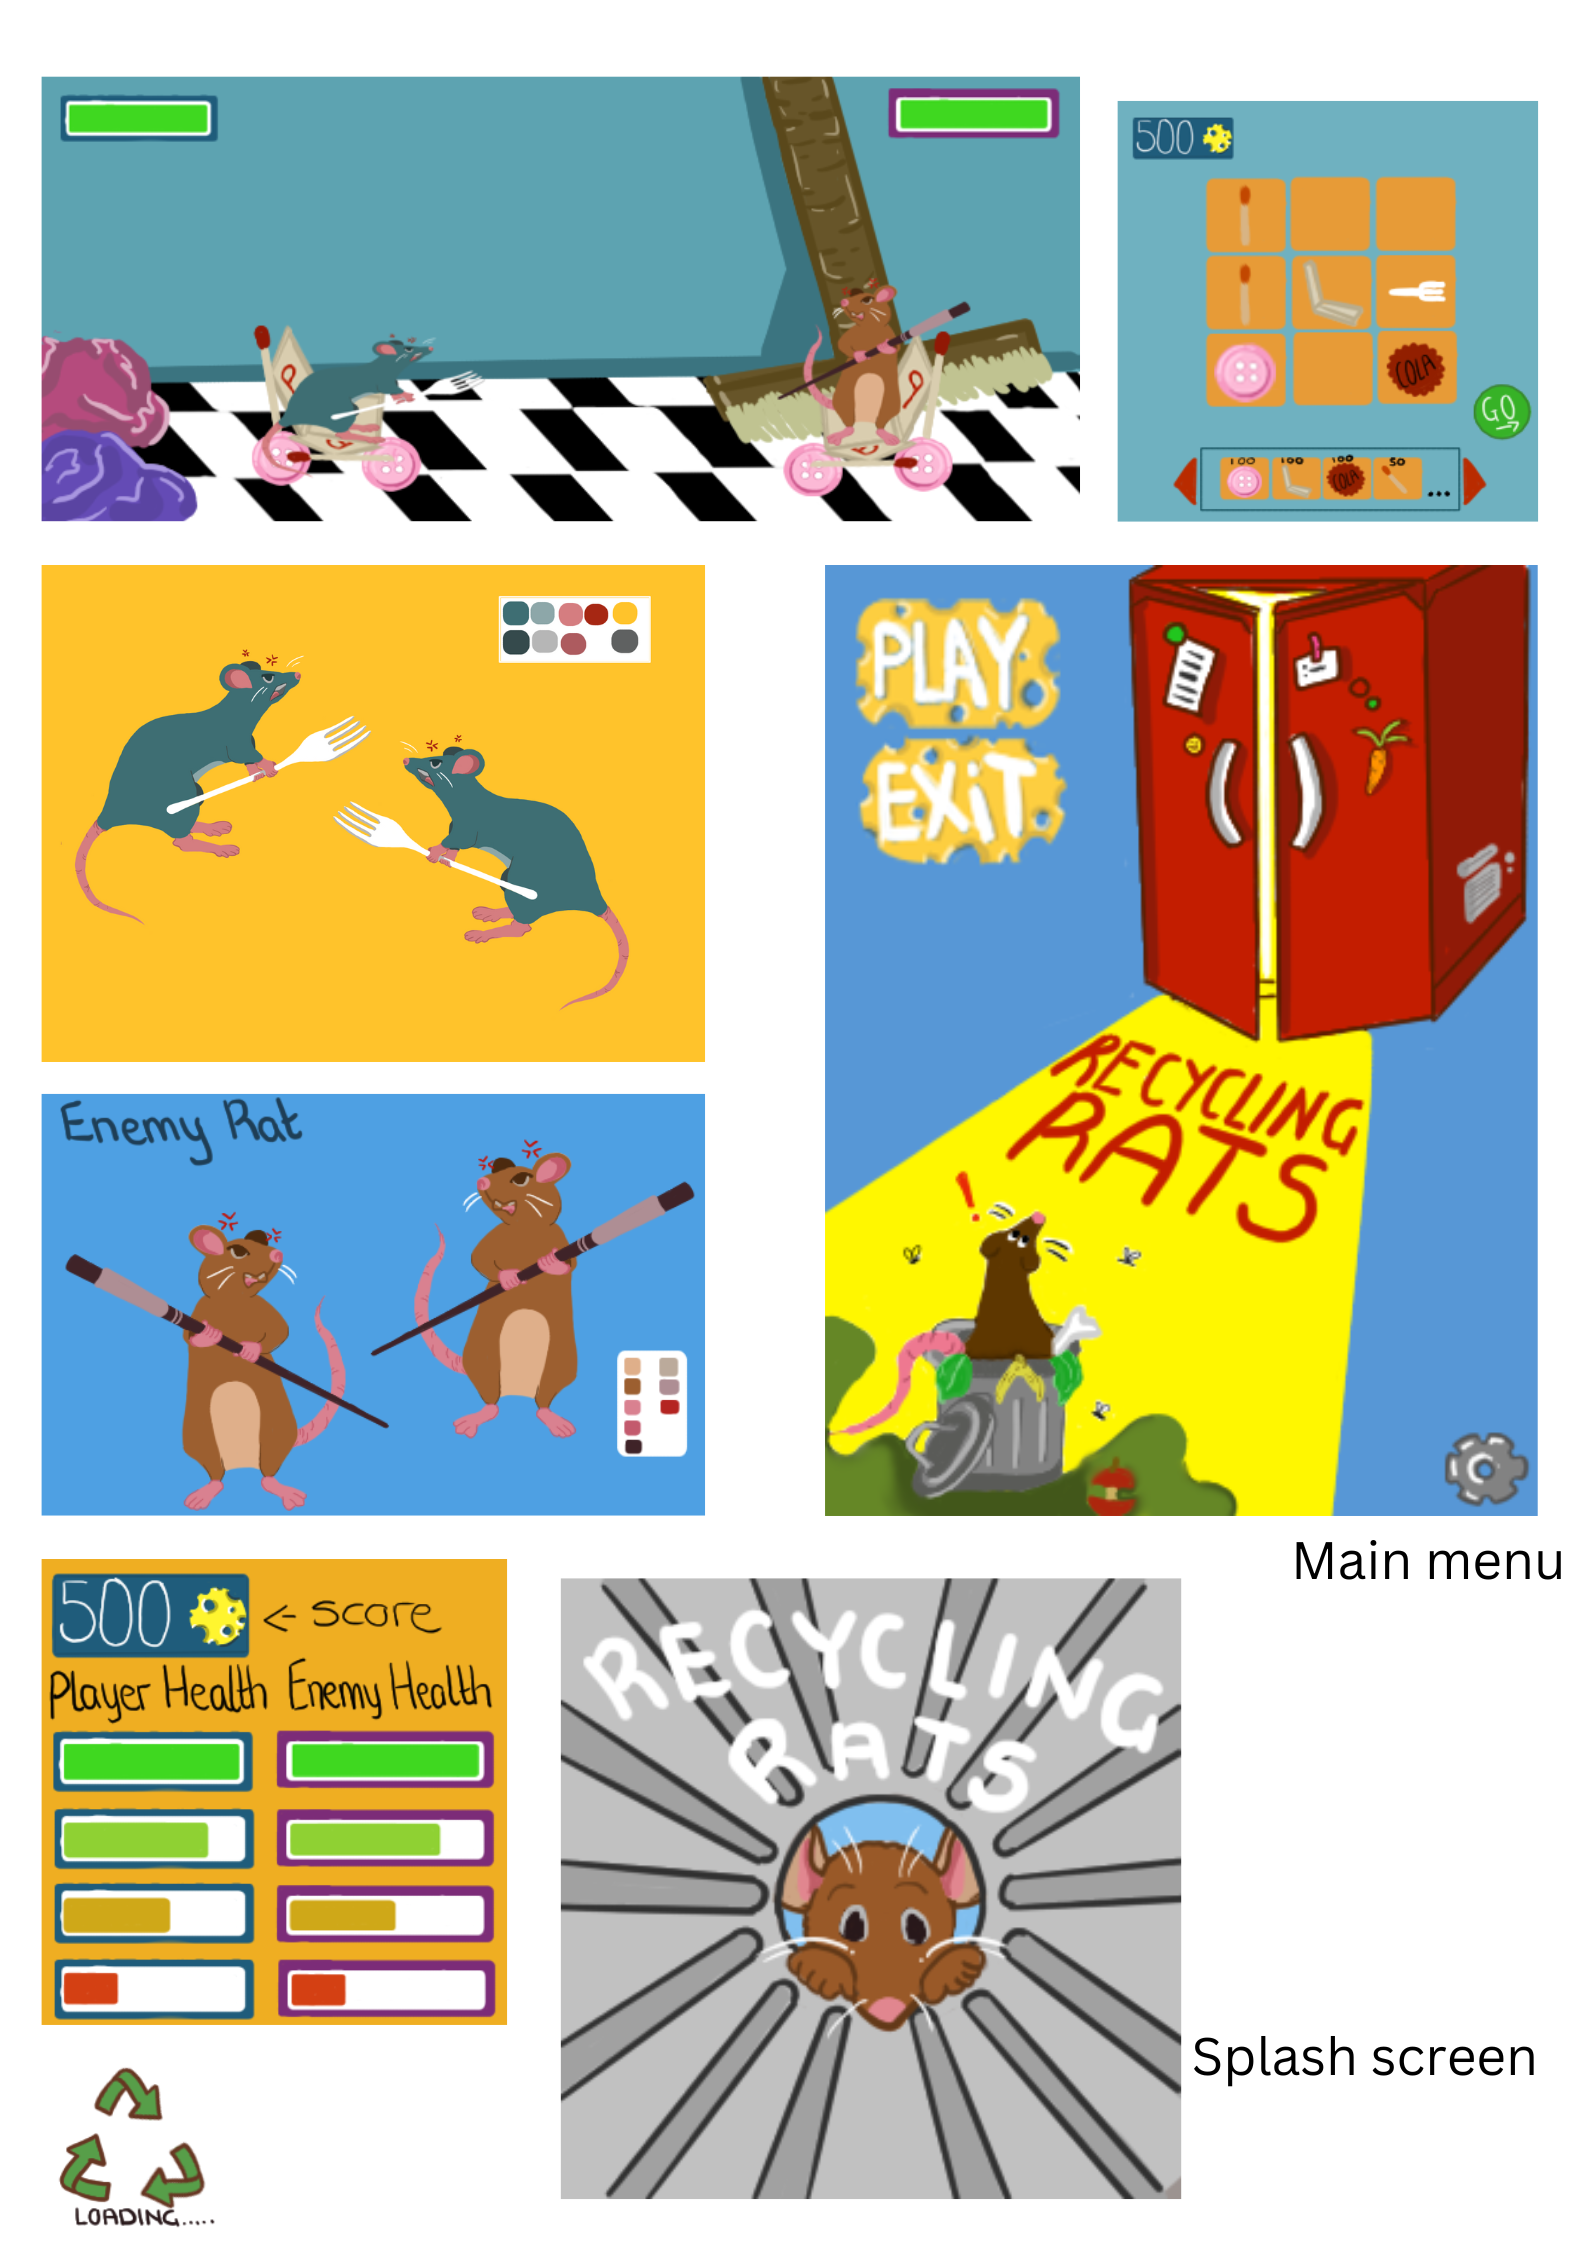 500
COLA
GO
100 100 100 50
COLA
...
PLAY
EXiT
RECYCLING
RATS
!
Enemy Rat
Main menu
500 <- score
Player Health Enemy Health
RECYCLING
RATS
Splash screen
LOADING.....